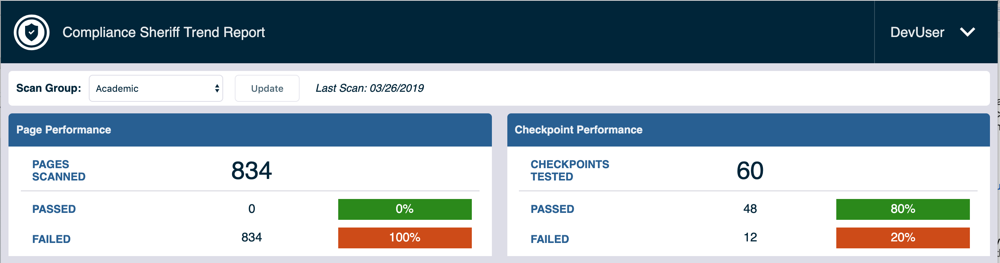 Compliance Sheriff Trend Report
DevUser
Scan Group:
Academic
Update
Last Scan: 03/26/2019
Page Performance
PAGES
SCANNED
834
PASSED
0
0%
FAILED
834
100%
Checkpoint Performance
CHECKPOINTS
TESTED
60
PASSED
48
80%
FAILED
12
20%